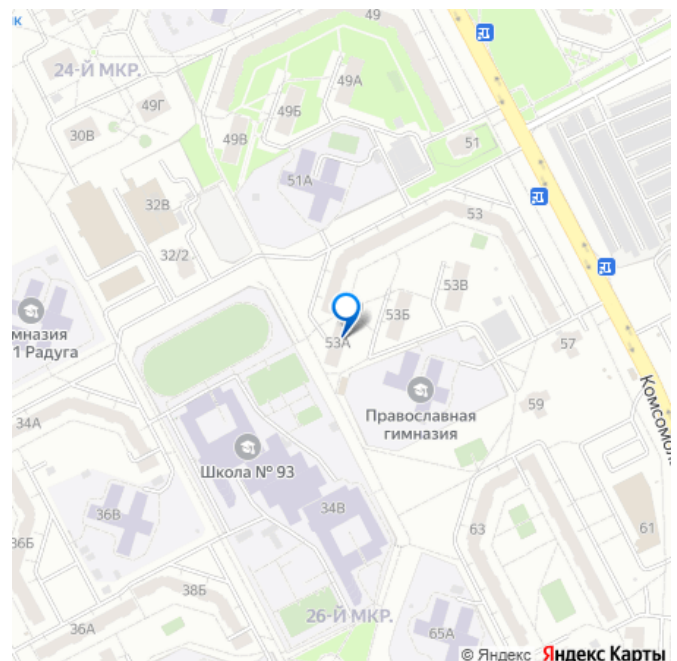 К
49
24-Й МКР.
49А
49Г
49Б
30В
49В
51
51А
32В
53
32/2
53В
53Б
мназия
1 Радуга
53А
57
Православная
гимназия
59
34А
Школа № 93
Комсомол
34В
36В
63
61
36Б
38Б
26-Й МКР.
36А
65А
© Яндекс Яндекс Карты